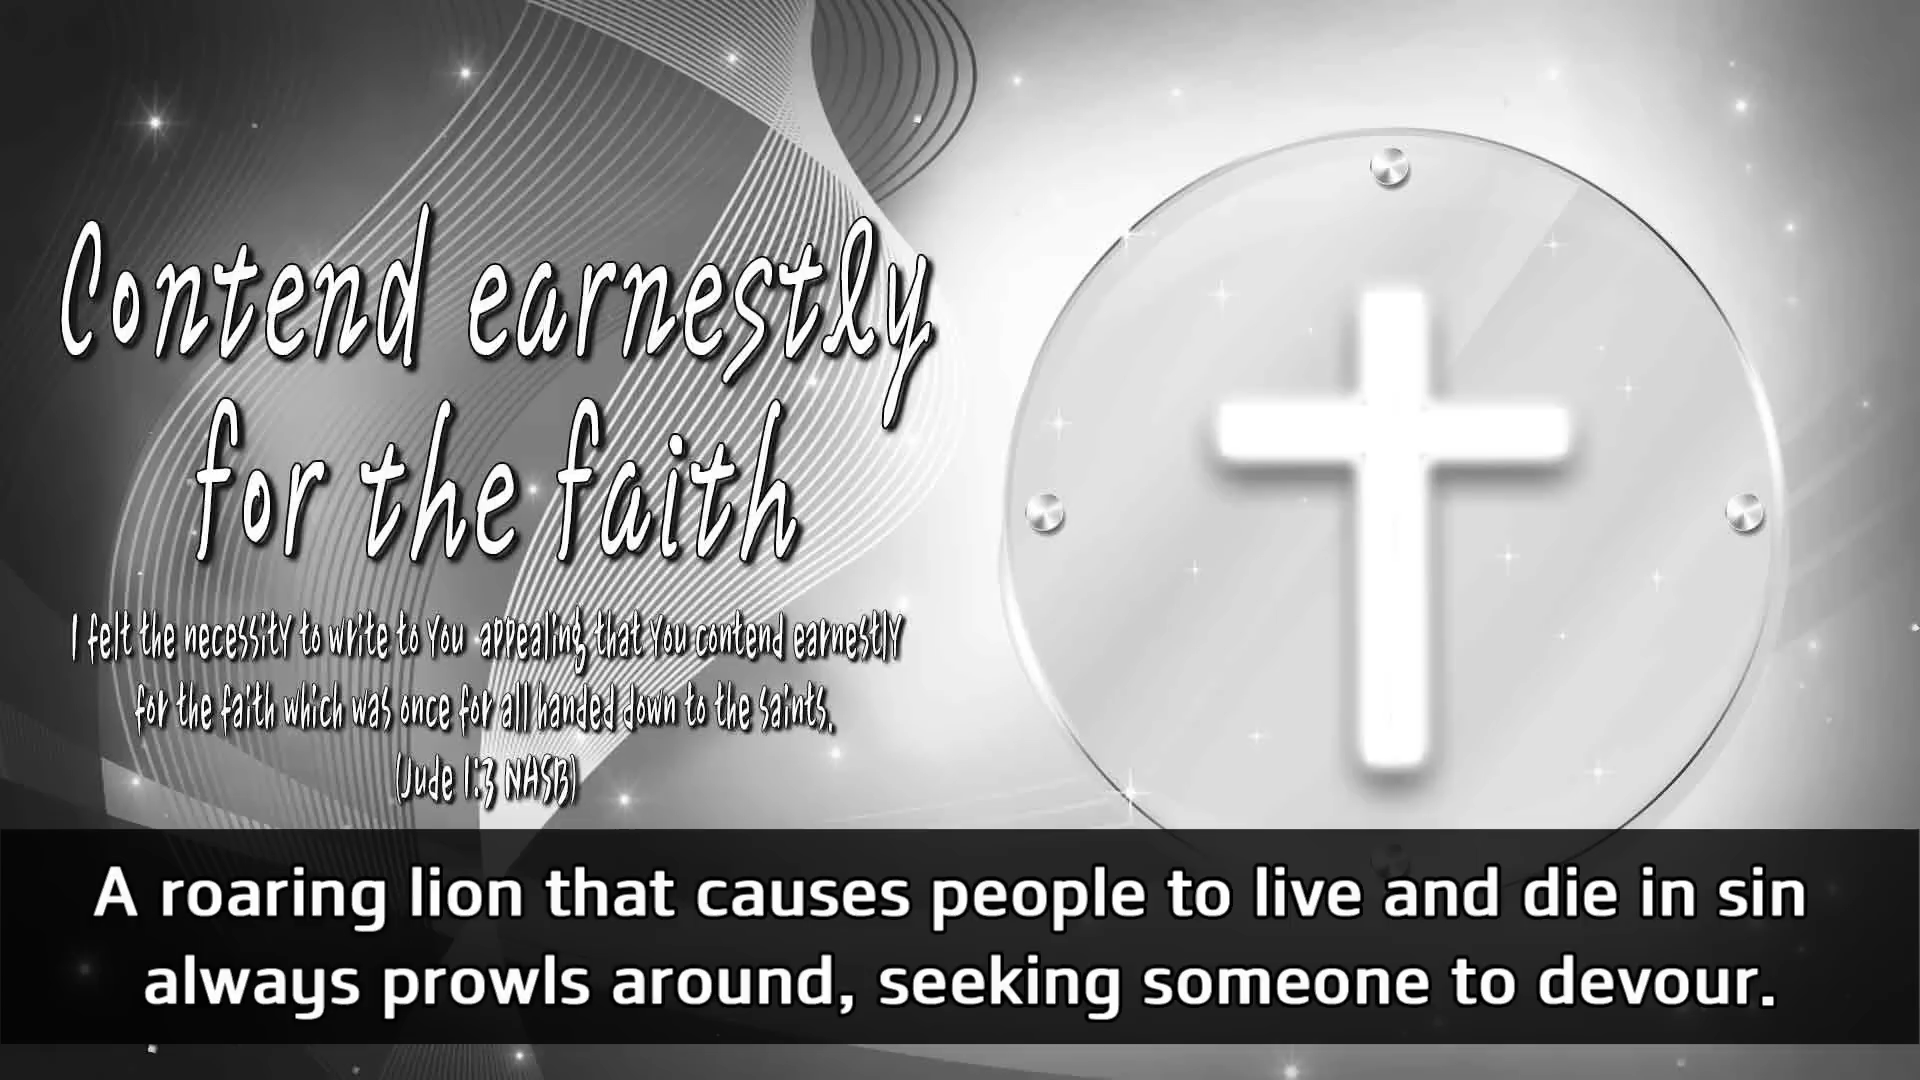 Contend earnestly
for the faith
I felt the necessity to write to you appealing that you contend earnestly
for the faith which was once for all handed down to the saints.
(Jude 1:3 NASB)
A roaring lion that causes people to live and die in sin
always prowls around, seeking someone to devour.